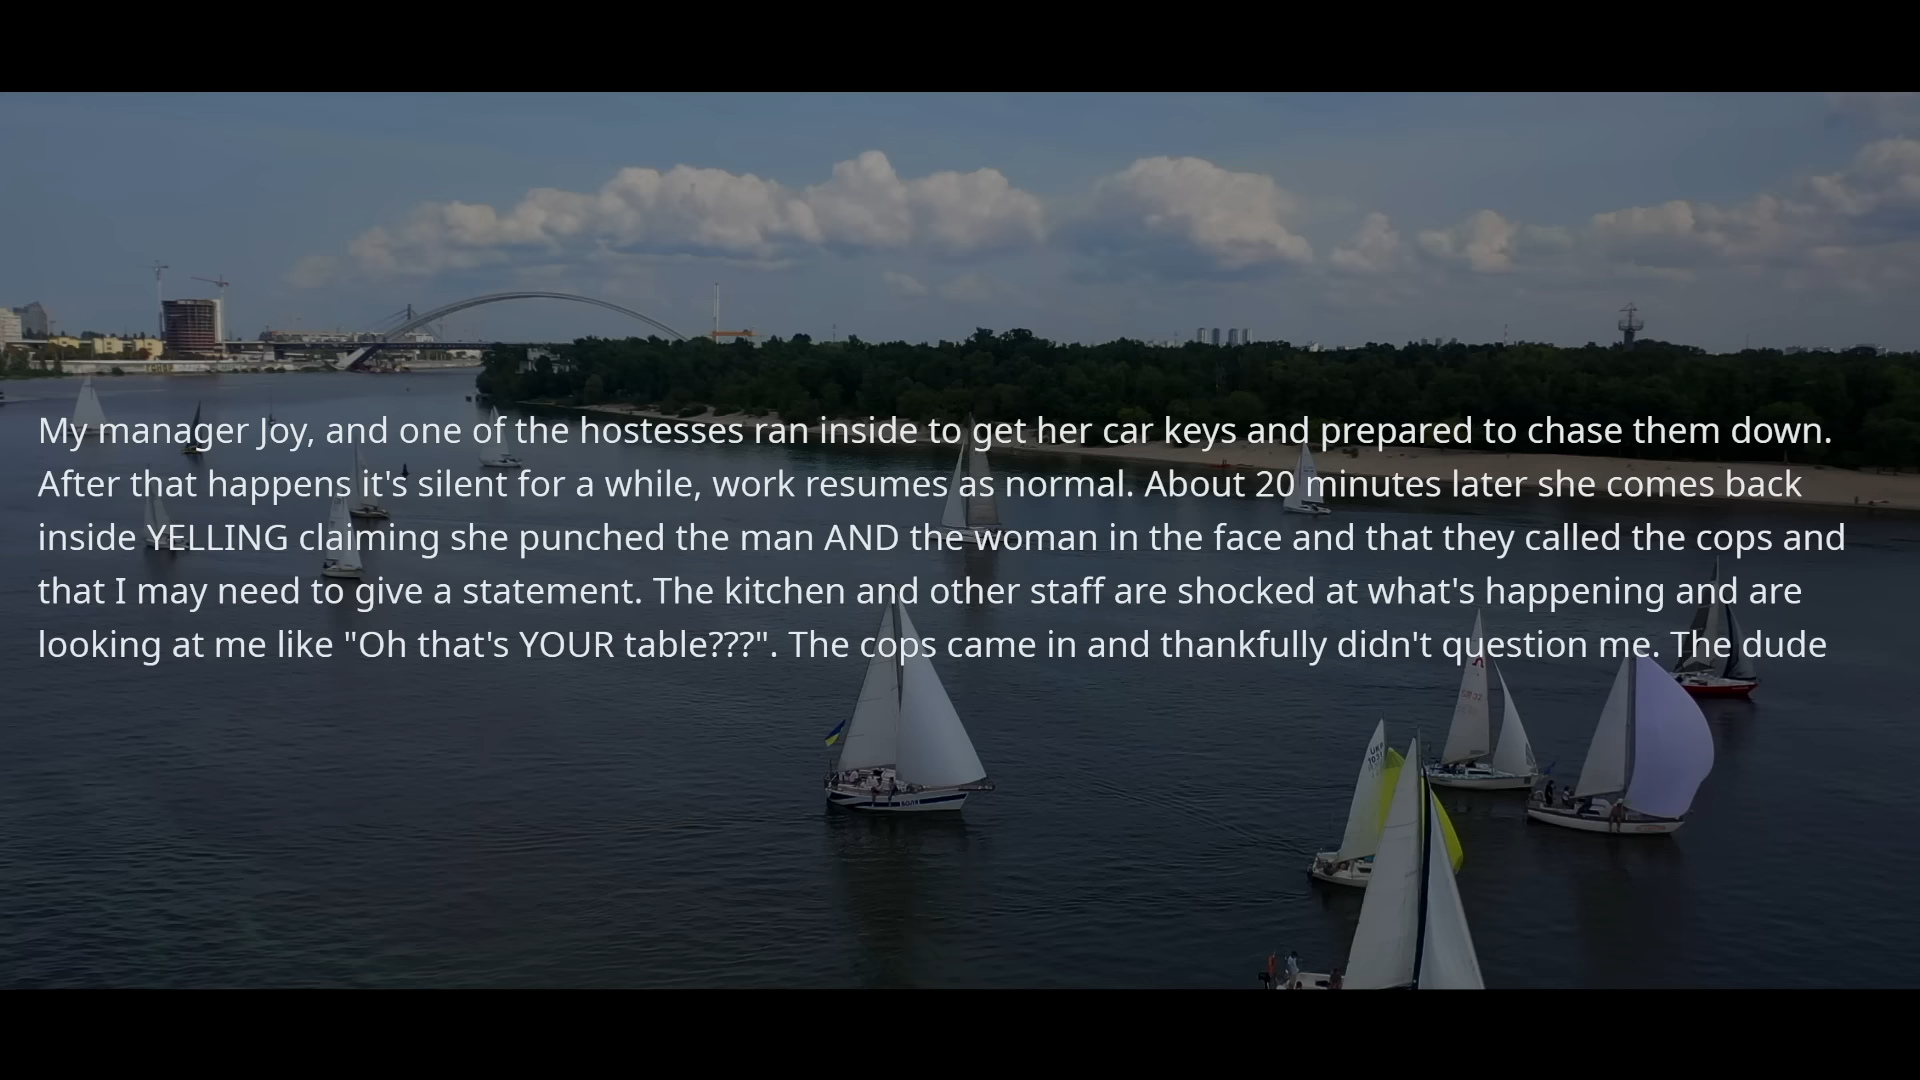 My manager Joy, and one of the hostesses ran inside to get her car keys and prepared to chase them down.
After that happens it's silent for a while, work resumes as normal. About 20 minutes later she comes back
inside YELLING claiming she punched the man AND the woman in the face and that they called the cops and
that I may need to give a statement. The kitchen and other staff are shocked at what's happening and are
looking at me like "Oh that's YOUR table???". The cops came in and thankfully didn't question me. The dude